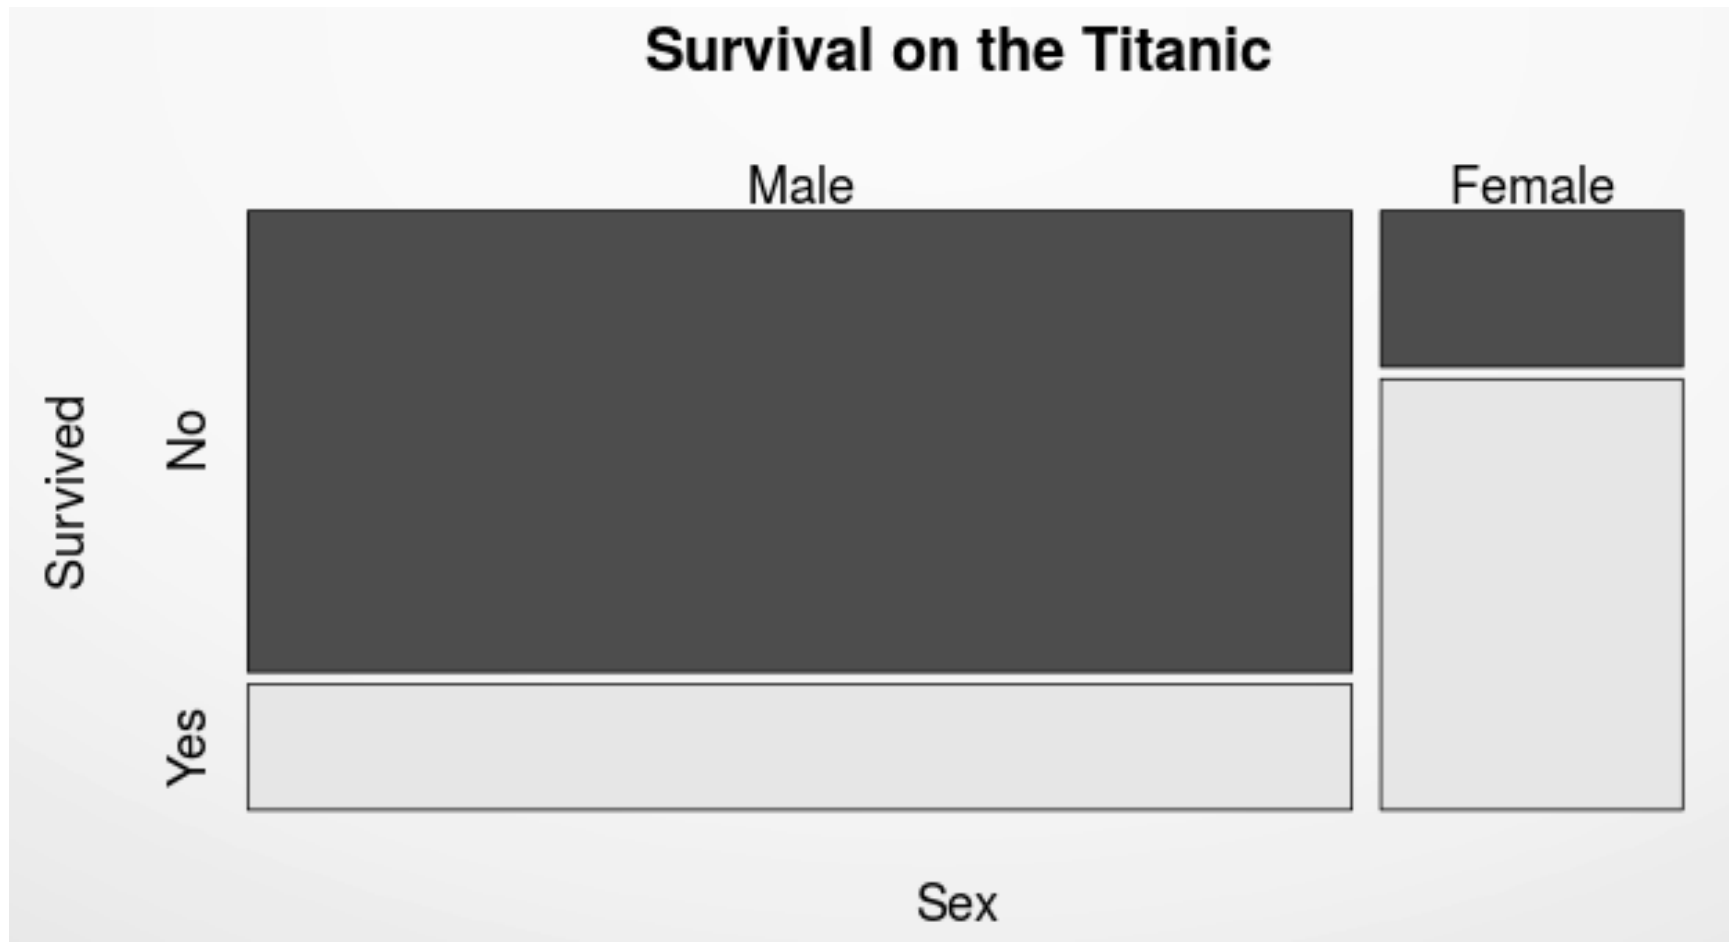 Survival on the Titanic
Male
Female
Survived
No
Yes
Sex